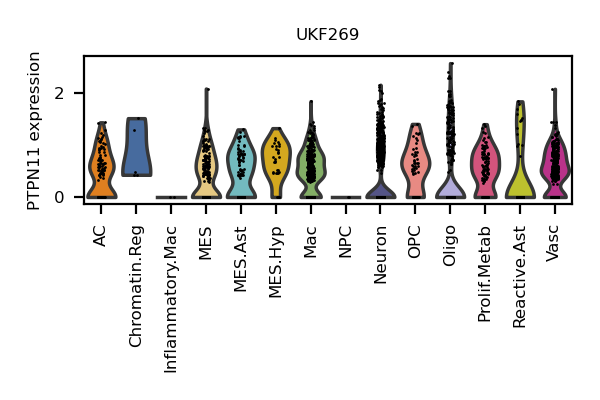 UKF269
PTPN11 expression
2
0
AC
Chromatin.Reg
Inflammatory.Mac
MES
MES.Ast
MES.Hyp
Mac
NPC
Neuron
OPC
Oligo
Prolif.Metab
Reactive.Ast
Vasc